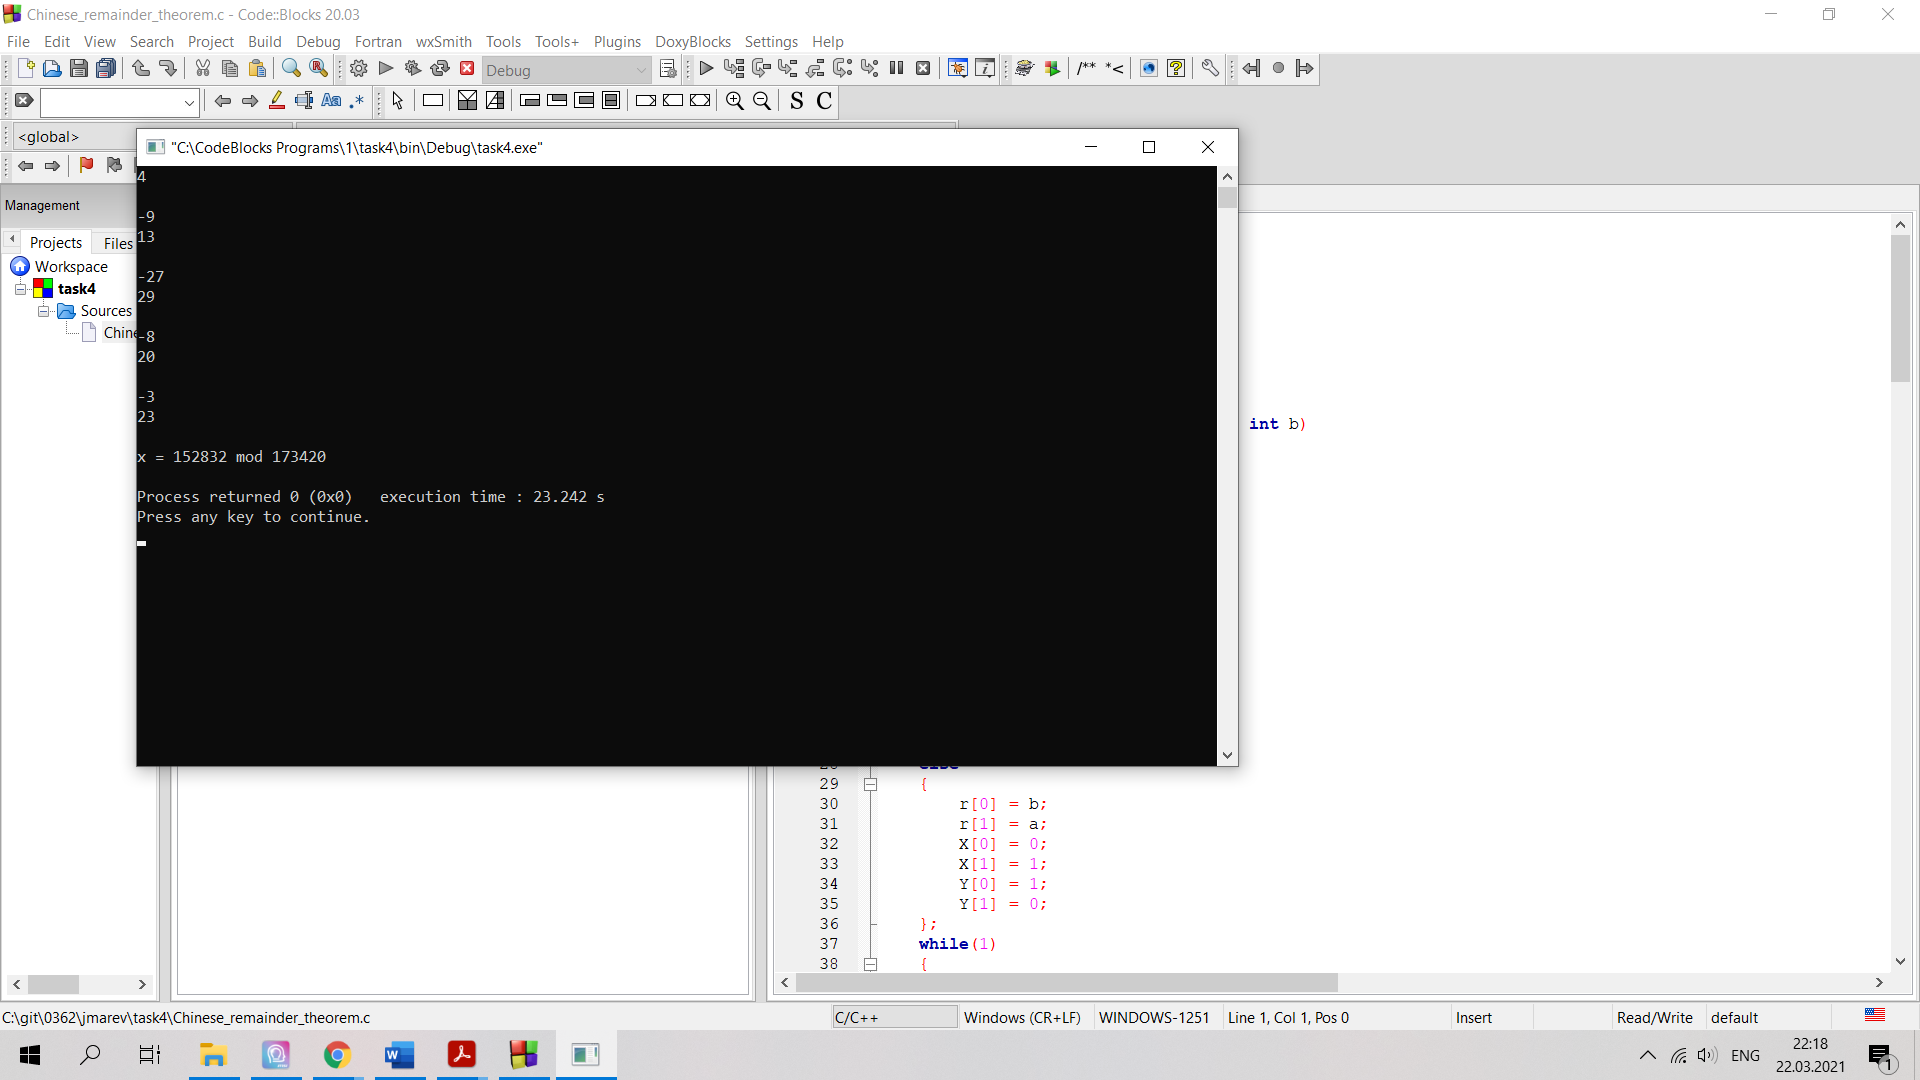 Chinese_remainder_theorem.c - Code::Blocks 20.03
File Edit View Search Project Build Debug Fortran wxSmith Tools Tools+ Plugins DoxyBlocks Settings Help
Debug
/** *<
Aa .* S C
<global>
"C:\CodeBlocks Programs\1\task4\bin\Debug\task4.exe"
4
-9
13
-27
29
-8
20
-3
23
x = 152832 mod 173420
Process returned 0 (0x0)   execution time : 23.242 s
Press any key to continue.
Management
Projects Files
Workspace
task4
Sources
Chine
int b)
29 {
30 r[0] = b;
31 r[1] = a;
32 X[0] = 0;
33 X[1] = 1;
34 Y[0] = 1;
35 Y[1] = 0;
36 };
37 while(1)
38 {
C:\git\0362\jmarev\task4\Chinese_remainder_theorem.c C/C++ Windows (CR+LF) WINDOWS-1251 Line 1, Col 1, Pos 0 Insert Read/Write default
ENG 22:18
22.03.2021
1